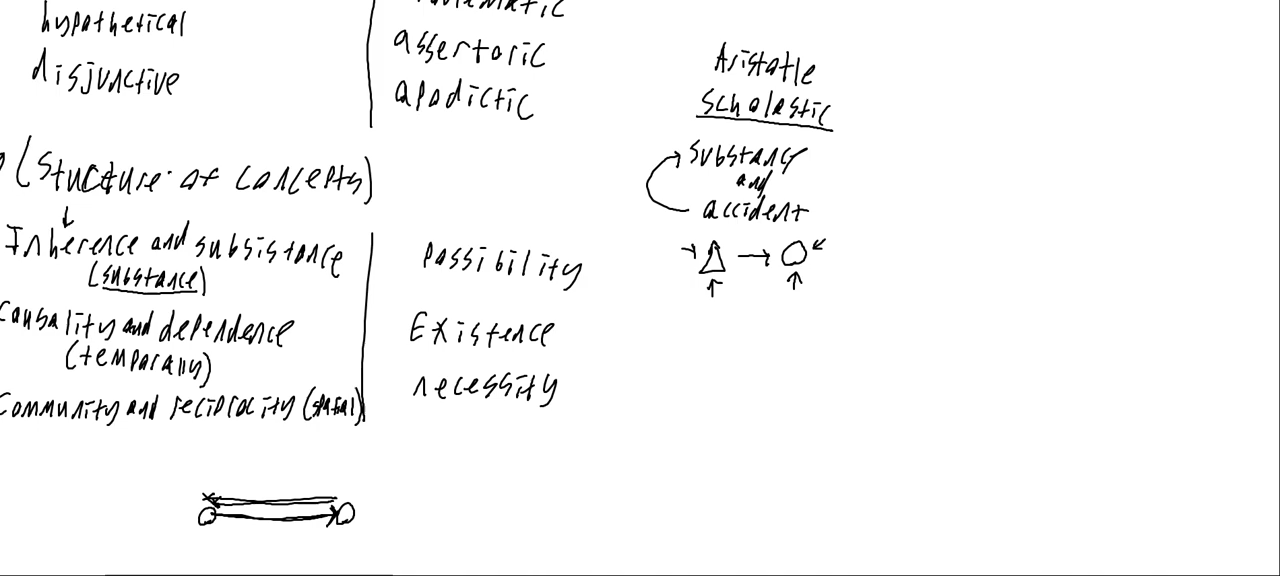 hypothetical
disjunctive
assertoric
apodictic
(Stucture of concepts)
Inherence and subsistance
(substance)
Causality and dependence
(temporally)
Community and reciprocity (spatial)
Possibility
Existence
necessity
Aristotle
Scholastic
Substance
and
accident